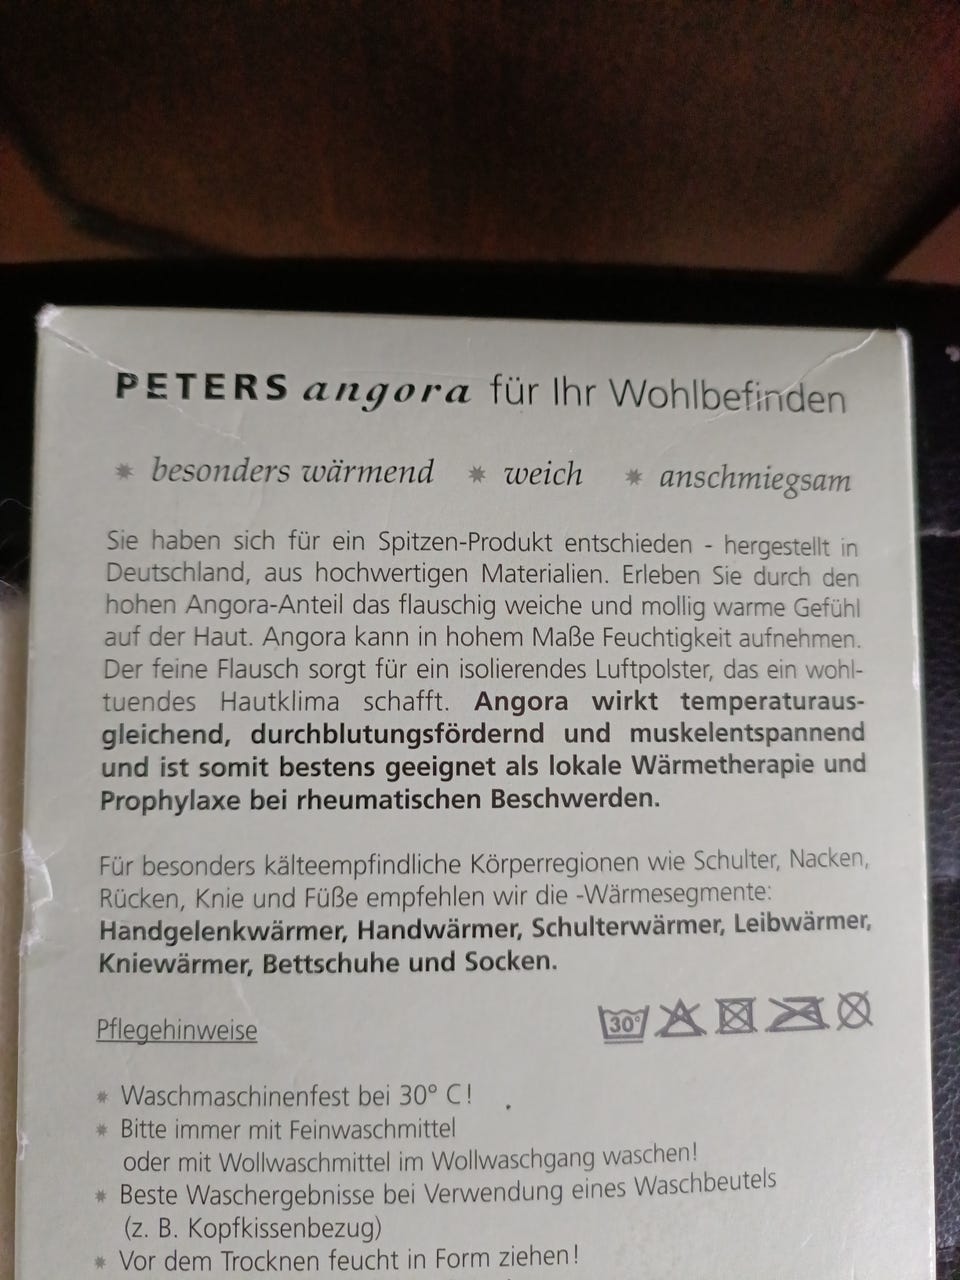 PETERS angora für Ihr Wohlbefinden
* besonders wärmend * weich * anschmiegsam
Sie haben sich für ein Spitzen-Produkt entschieden - hergestellt in
Deutschland, aus hochwertigen Materialien. Erleben Sie durch den
hohen Angora-Anteil das flauschig weiche und mollig warme Gefühl
auf der Haut. Angora kann in hohem Maße Feuchtigkeit aufnehmen.
Der feine Flausch sorgt für ein isolierendes Luftpolster, das ein wohl-
tuendes Hautklima schafft. Angora wirkt temperaturaus-
gleichend, durchblutungsfördernd und muskelentspannend
und ist somit bestens geeignet als lokale Wärmetherapie und
Prophylaxe bei rheumatischen Beschwerden.
Für besonders kälteempfindliche Körperregionen wie Schulter, Nacken,
Rücken, Knie und Füße empfehlen wir die -Wärmesegmente:
Handgelenkwärmer, Handwärmer, Schulterwärmer, Leibwärmer,
Kniewärmer, Bettschuhe und Socken.
Pflegehinweise 30°
* Waschmaschinenfest bei 30° C!
* Bitte immer mit Feinwaschmittel
oder mit Wollwaschmittel im Wollwaschgang waschen!
* Beste Waschergebnisse bei Verwendung eines Waschbeutels
(z. B. Kopfkissenbezug)
* Vor dem Trocknen feucht in Form ziehen!